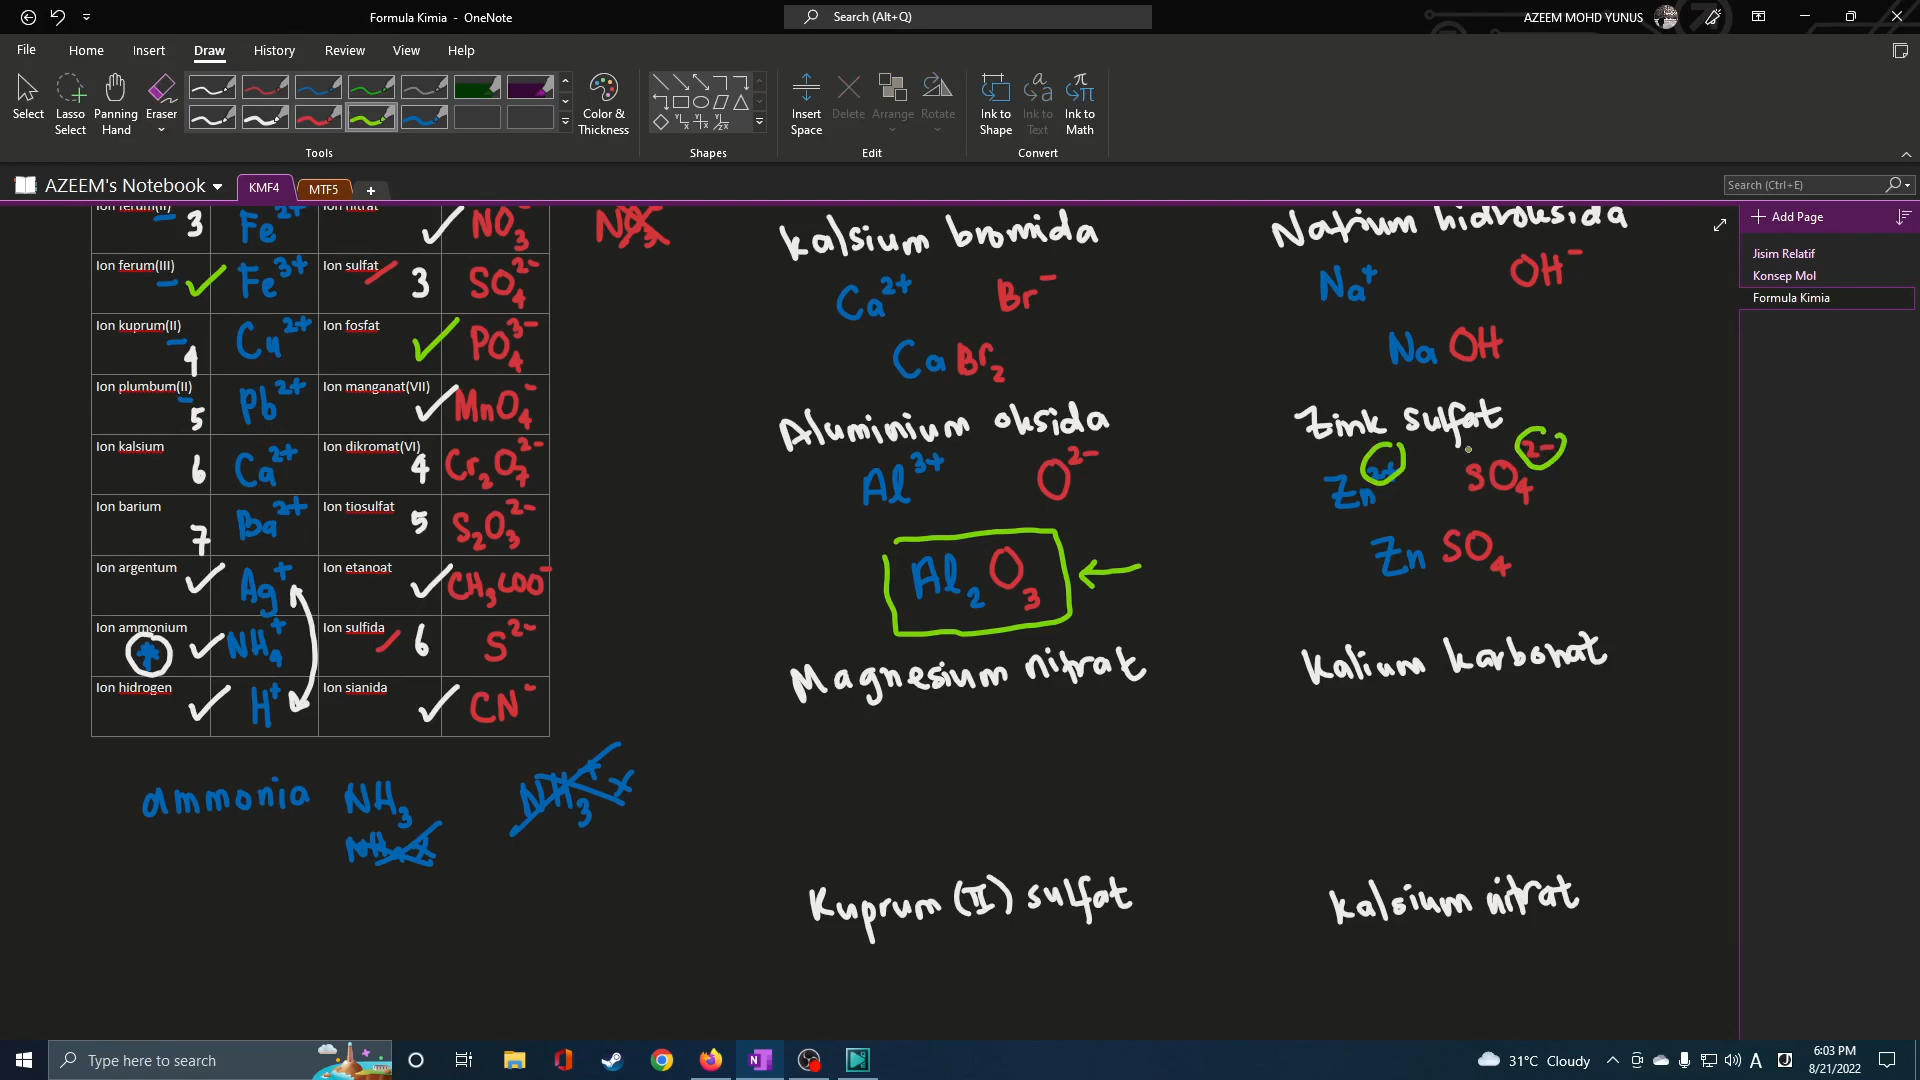 Formula Kimia - OneNote
Search (Alt+Q)
AZEEM MOHD YUNUS
File Home Insert Draw History Review View Help
Select
Lasso Select
Panning Hand
Eraser
Color & Thickness
Insert Space
Delete
Arrange
Rotate
Ink to Shape
Ink to Text
Ink to Math
Tools
Shapes
Edit
Convert
AZEEM's Notebook
KMF4
MTF5
+
Search (Ctrl+E)
Add Page
Jisim Relatif
Konsep Mol
Formula Kimia
Ion ferum(II) 3 Fe²⁺ Ion nitrat NO₃⁻
Ion ferum(III) Fe³⁺ Ion sulfat 3 SO₄²⁻
Ion kuprum(II) 4 Cu²⁺ Ion fosfat PO₄³⁻
Ion plumbum(II) 5 Pb²⁺ Ion manganat(VII) MnO₄⁻
Ion kalsium 6 Ca²⁺ Ion dikromat(VI) 4 Cr₂O₇²⁻
Ion barium 7 Ba²⁺ Ion tiosulfat 5 S₂O₃²⁻
Ion argentum Ag⁺ Ion etanoat CH₃COO⁻
Ion ammonium NH₄⁺ Ion sulfida 6 S²⁻
Ion hidrogen H⁺ Ion sianida CN⁻
ammonia NH₃
NH₃⁺ x
kalsium bromida
Ca²⁺ Br⁻
CaBr₂
Natrium hidroksida
Na⁺ OH⁻
NaOH
Aluminium oksida
Al³⁺ O²⁻
Al₂O₃
Zink sulfat
Zn²⁺ SO₄²⁻
ZnSO₄
Magnesium nitrat
Kalium karbonat
Kuprum (II) sulfat
kalsium nitrat
Type here to search
31°C Cloudy
A
6:03 PM
8/21/2022